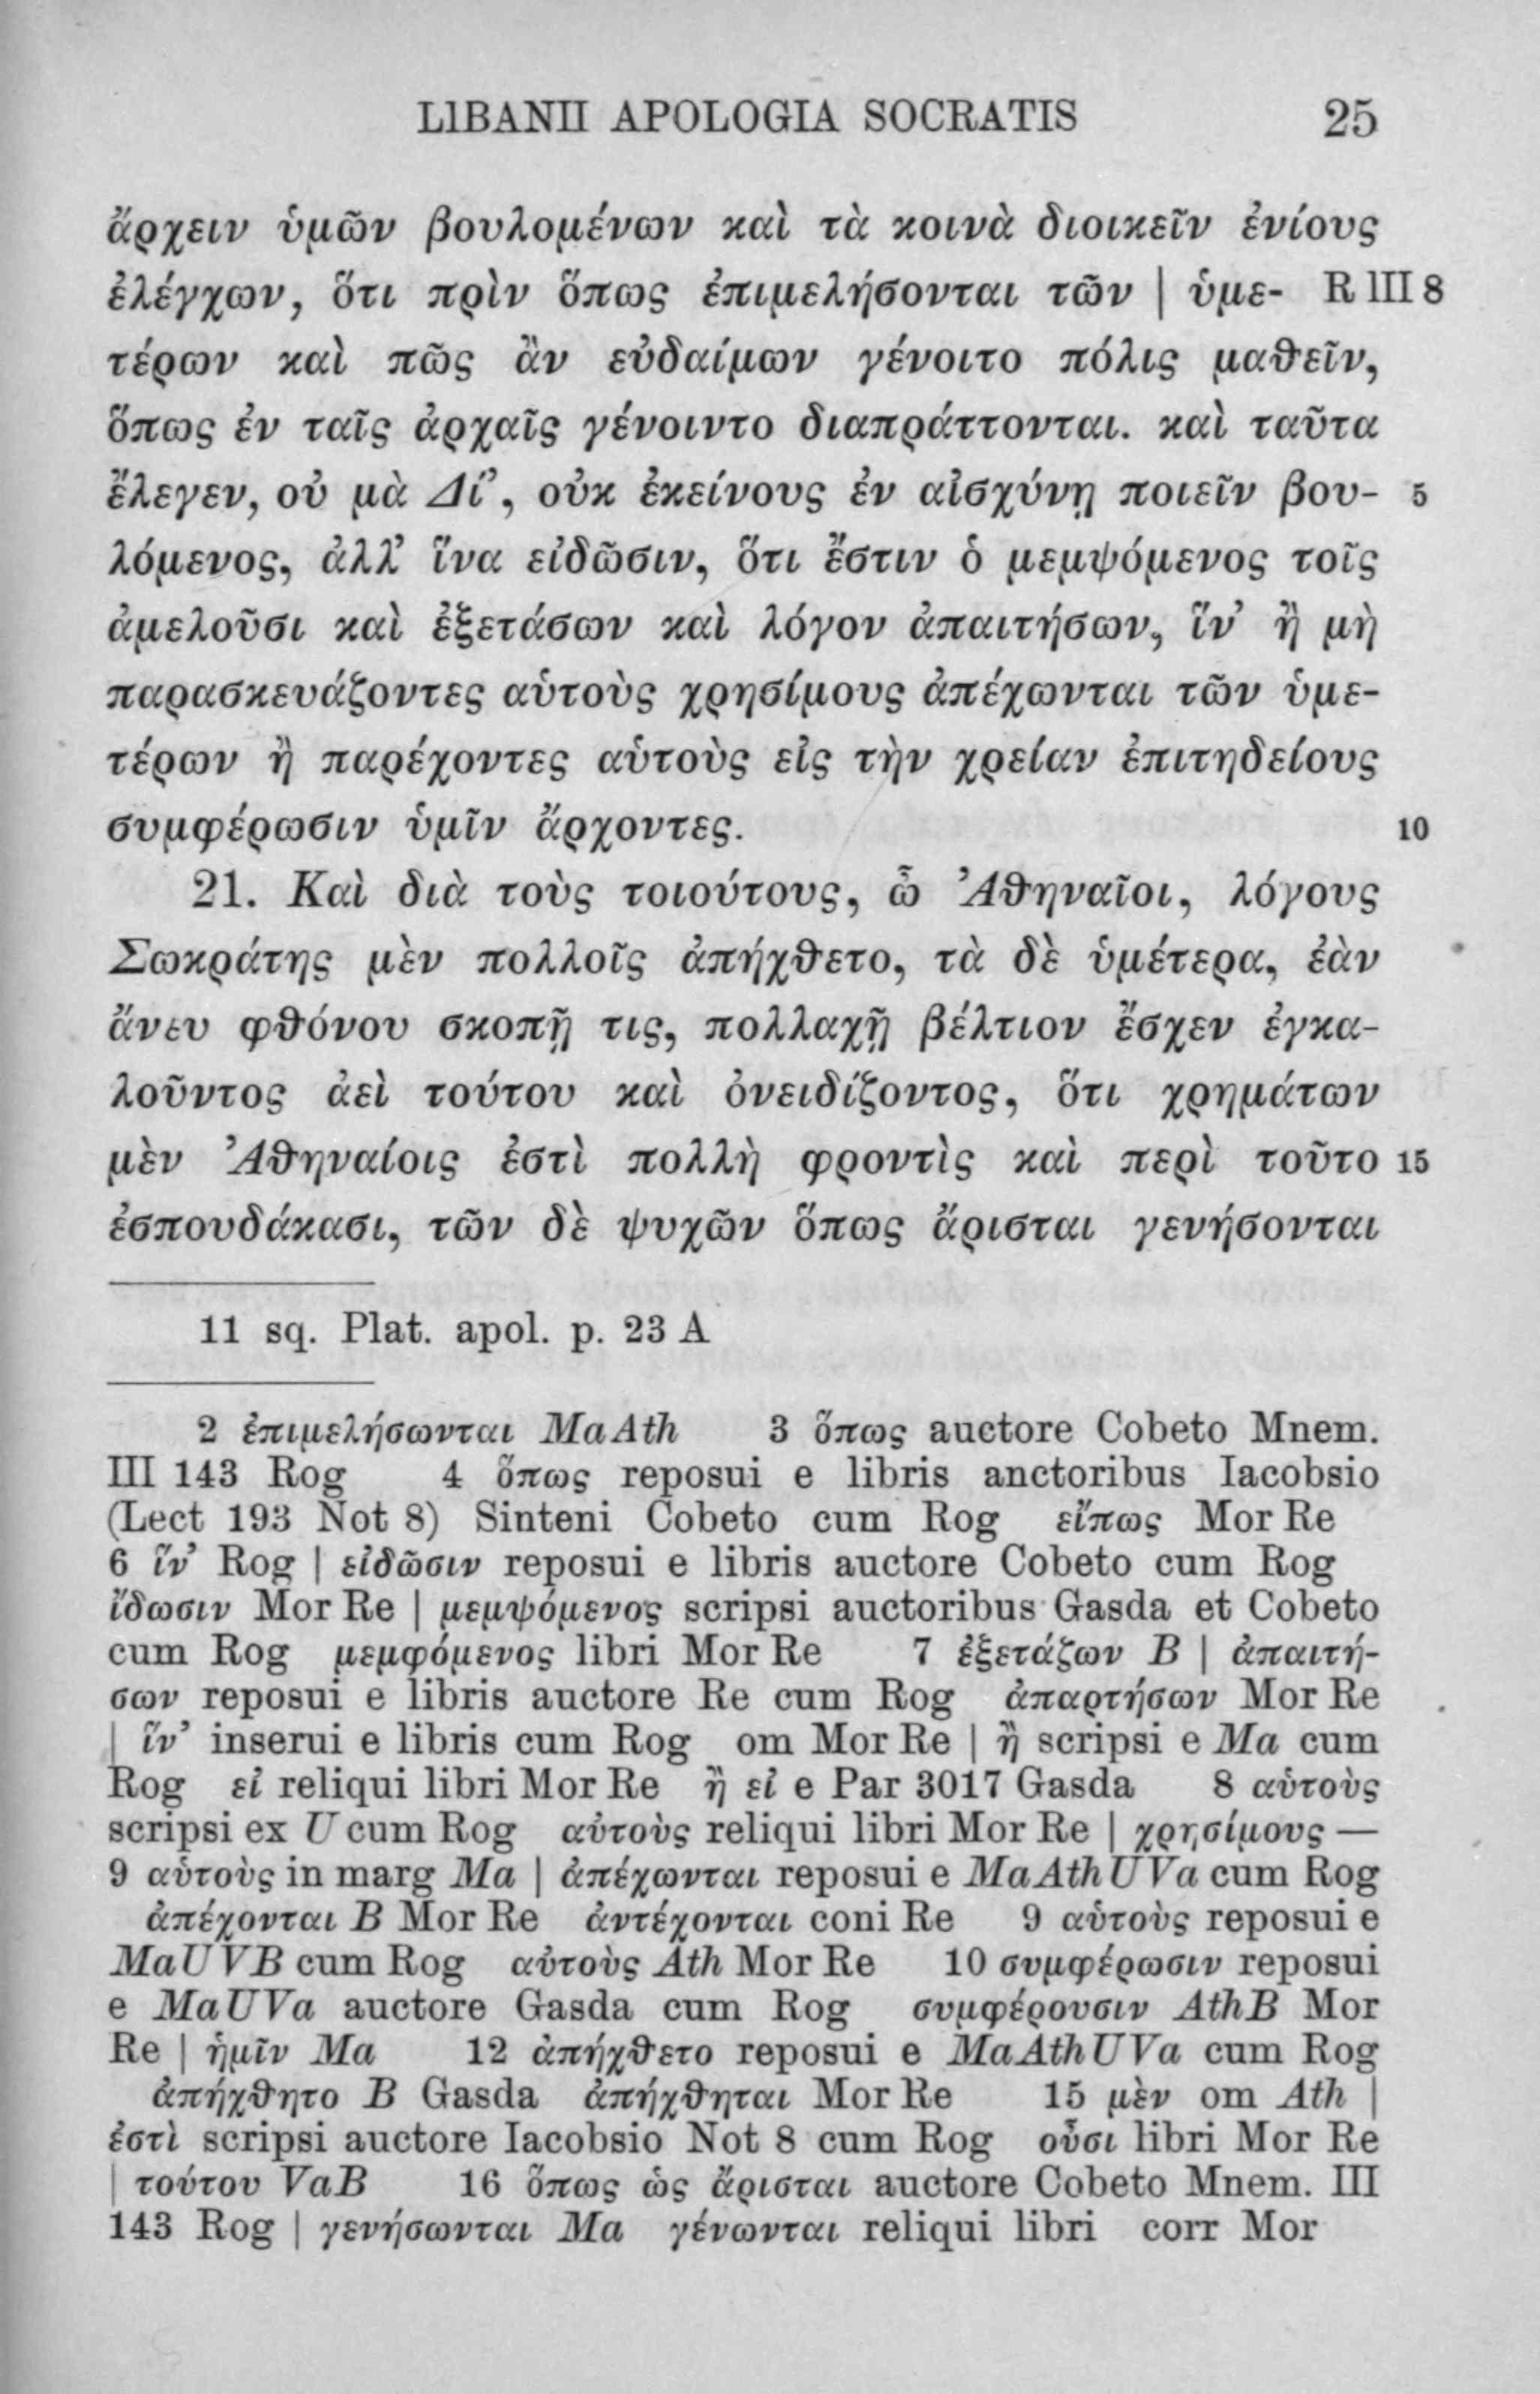 LIBANII APOLOGIA SOCRATIS 25
ἄρχειν ὑμῶν βουλομένων καὶ τὰ κοινὰ διοικεῖν ἐνίους
ἐλέγχων, ὅτι πρὶν ὅπως ἐπιμελήσονται τῶν | ὑμε- R III 8
τέρων καὶ πῶς ἂν εὐδαίμων γένοιτο πόλις μαθεῖν,
ὅπως ἐν ταῖς ἀρχαῖς γένοιντο διαπράττονται. καὶ ταῦτα
ἔλεγεν, οὐ μὰ Δί’, οὐκ ἐκείνους ἐν αἰσχύνῃ ποιεῖν βου- 5
λόμενος, ἀλλ’ ἵνα εἰδῶσιν, ὅτι ἔστιν ὁ μεμψόμενος τοῖς
ἀμελοῦσι καὶ ἐξετάσων καὶ λόγον ἀπαιτήσων, ἵν’ ἢ μὴ
παρασκευάζοντες αὑτοὺς χρησίμους ἀπέχωνται τῶν ὑμε-
τέρων ἢ παρέχοντες αὑτοὺς εἰς τὴν χρείαν ἐπιτηδείους
συμφέρωσιν ὑμῖν ἄρχοντες. 10
21. Καὶ διὰ τοὺς τοιούτους, ὦ Ἀθηναῖοι, λόγους
Σωκράτης μὲν πολλοῖς ἀπήχθετο, τὰ δὲ ὑμέτερα, ἐὰν
ἄνευ φθόνου σκοπῇ τις, πολλαχῇ βέλτιον ἔσχεν ἐγκα-
λοῦντος ἀεὶ τούτου καὶ ὀνειδίζοντος, ὅτι χρημάτων
μὲν Ἀθηναίοις ἐστὶ πολλὴ φροντὶς καὶ περὶ τοῦτο 15
ἐσπουδάκασι, τῶν δὲ ψυχῶν ὅπως ἄρισται γενήσονται
11 sq. Plat. apol. p. 23 A
2 ἐπιμελήσωνται MaAth 3 ὅπως auctore Cobeto Mnem.
III 143 Rog 4 ὅπως reposui e libris anctoribus Iacobsio
(Lect 193 Not 8) Sinteni Cobeto cum Rog εἴπως Mor Re
6 ἵν’ Rog | εἰδῶσιν reposui e libris auctore Cobeto cum Rog
ἴδωσιν Mor Re | μεμψόμενος scripsi auctoribus Gasda et Cobeto
cum Rog μεμφόμενος libri Mor Re 7 ἐξετάζων B | ἀπαιτή-
σων reposui e libris auctore Re cum Rog ἀπαρτήσων Mor Re
| ἵν’ inserui e libris cum Rog om Mor Re | ἢ scripsi e Ma cum
Rog εἰ reliqui libri Mor Re ἢ εἰ e Par 3017 Gasda 8 αὑτοὺς
scripsi ex U cum Rog αὐτοὺς reliqui libri Mor Re | χρησίμους —
9 αὑτοὺς in marg Ma | ἀπέχωνται reposui e MaAthUVa cum Rog
ἀπέχονται B Mor Re ἀντέχονται coni Re 9 αὑτοὺς reposui e
MaUVB cum Rog αὐτοὺς Ath Mor Re 10 συμφέρωσιν reposui
e MaUVa auctore Gasda cum Rog συμφέρουσιν AthB Mor
Re | ἡμῖν Ma 12 ἀπήχθετο reposui e MaAthUVa cum Rog
ἀπήχθητο B Gasda ἀπήχθηται Mor Re 15 μὲν om Ath |
ἐστὶ scripsi auctore Iacobsio Not 8 cum Rog οὖσι libri Mor Re
| τούτου VaB 16 ὅπως ὡς ἄρισται auctore Cobeto Mnem. III
143 Rog | γενήσωνται Ma γένωνται reliqui libri corr Mor